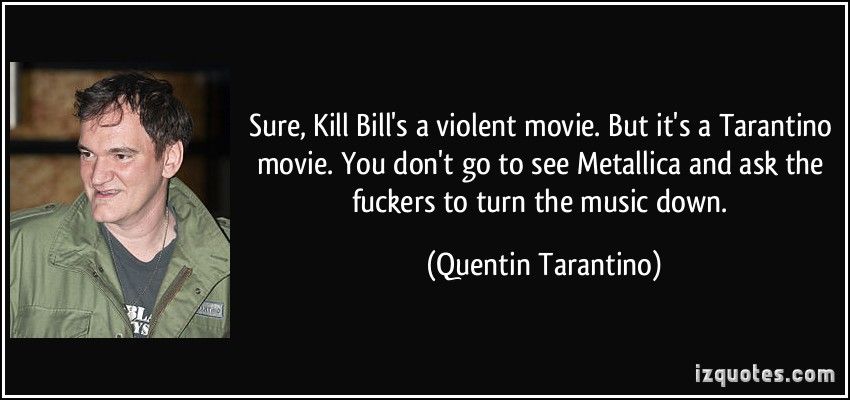 Sure, Kill Bill's a violent movie. But it's a Tarantino
movie. You don't go to see Metallica and ask the
fuckers to turn the music down.
(Quentin Tarantino)
izquotes.com